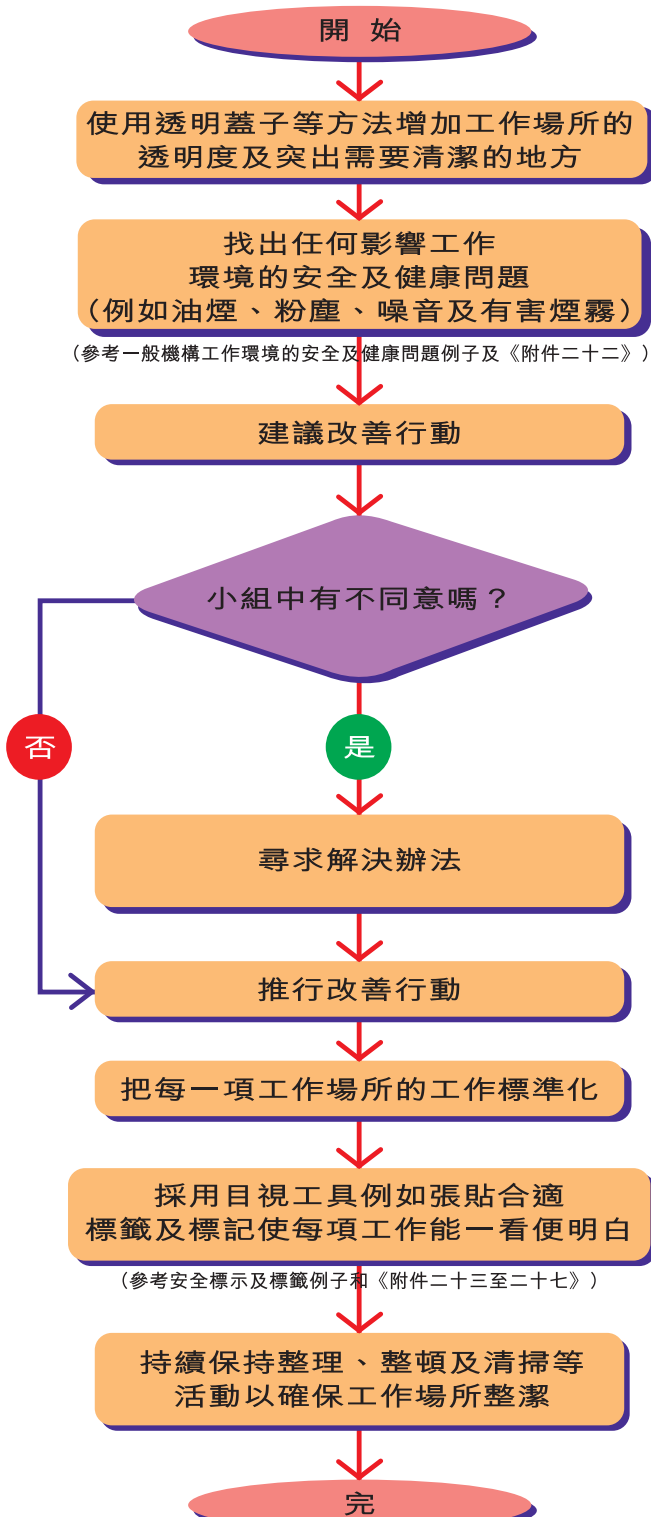 開 始
使用透明蓋子等方法增加工作場所的
透明度及突出需要清潔的地方
找出任何影響工作
環境的安全及健康問題
（例如油煙、粉塵、噪音及有害煙霧）
（參考一般機構工作環境的安全及健康問題例子及《附件二十二》）
建議改善行動
小組中有不同意嗎？
否
是
尋求解決辦法
推行改善行動
把每一項工作場所的工作標準化
採用目視工具例如張貼合適
標籤及標記使每項工作能一看便明白
（參考安全標示及標籤例子和《附件二十三至二十七》）
持續保持整理、整頓及清掃等
活動以確保工作場所整潔
完